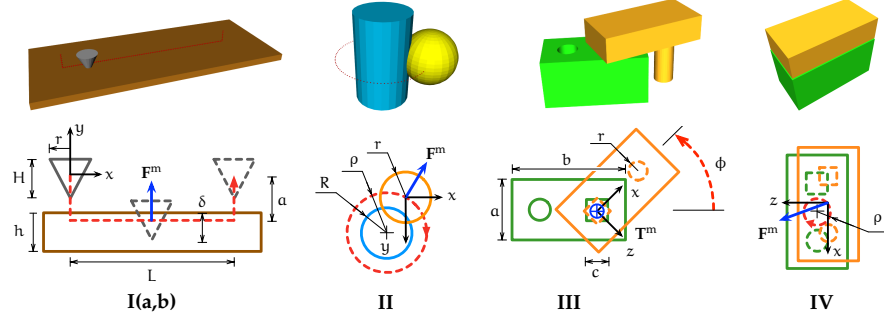 r
y
H
x
F^m
δ
a
h
L
I(a,b)
r
ρ
R
F^m
x
y
II
r
b
ϕ
a
x
T^m
z
c
III
z
ρ
F^m
x
IV